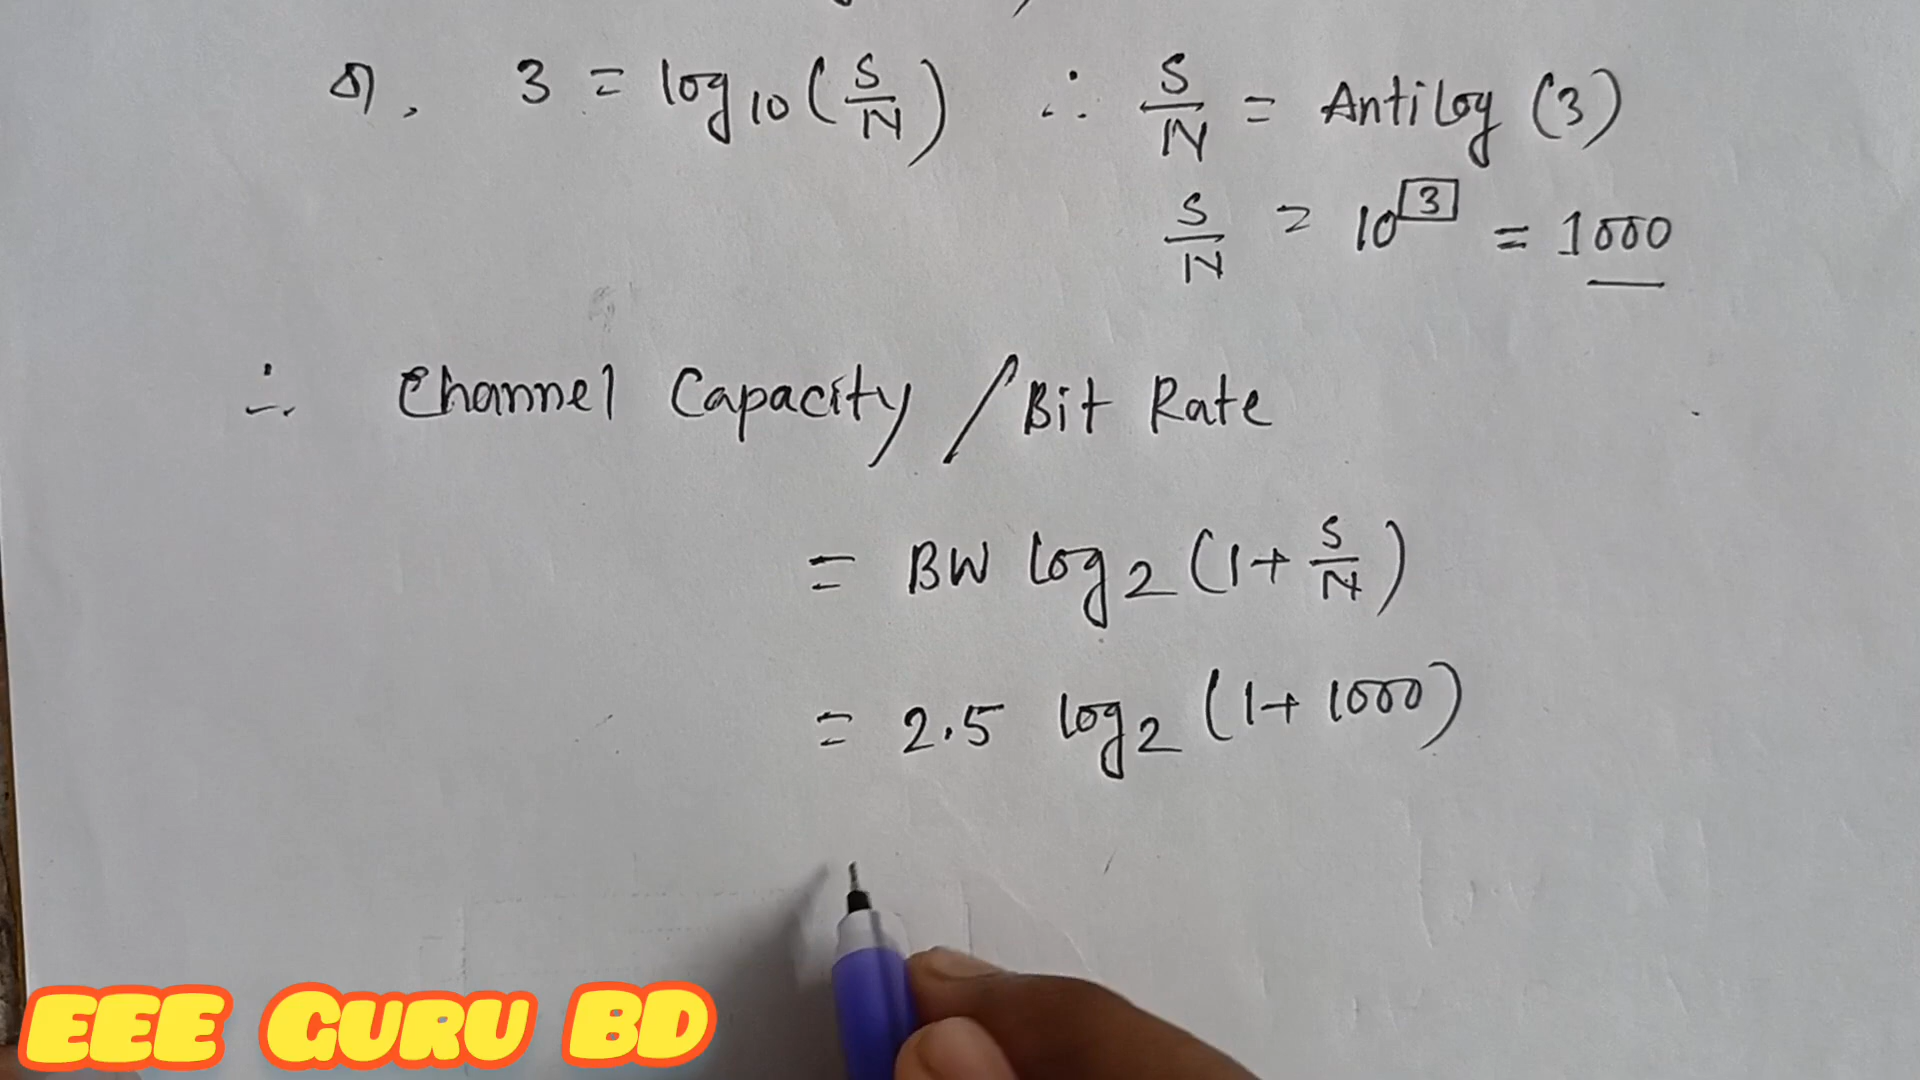 বা, 3 = log10 (S/N) ∴ S/N = Antilog (3)
S/N = 10^3 = 1000
∴ Channel Capacity / Bit Rate
= BW log2 (1+ S/N)
= 2.5 log2 (1+ 1000)
EEE GURU BD